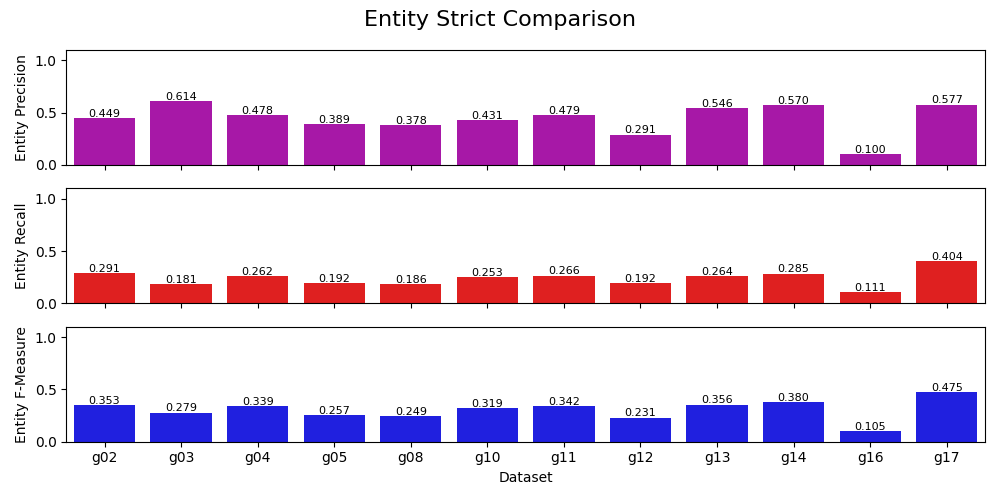 Entity Strict Comparison
Entity Precision
1.0
0.5
0.0
0.449 0.614 0.478 0.389 0.378 0.431 0.479 0.291 0.546 0.570 0.100 0.577
Entity Recall
1.0
0.5
0.0
0.291 0.181 0.262 0.192 0.186 0.253 0.266 0.192 0.264 0.285 0.111 0.404
Entity F-Measure
1.0
0.5
0.0
0.353 0.279 0.339 0.257 0.249 0.319 0.342 0.231 0.356 0.380 0.105 0.475
g02 g03 g04 g05 g08 g10 g11 g12 g13 g14 g16 g17
Dataset